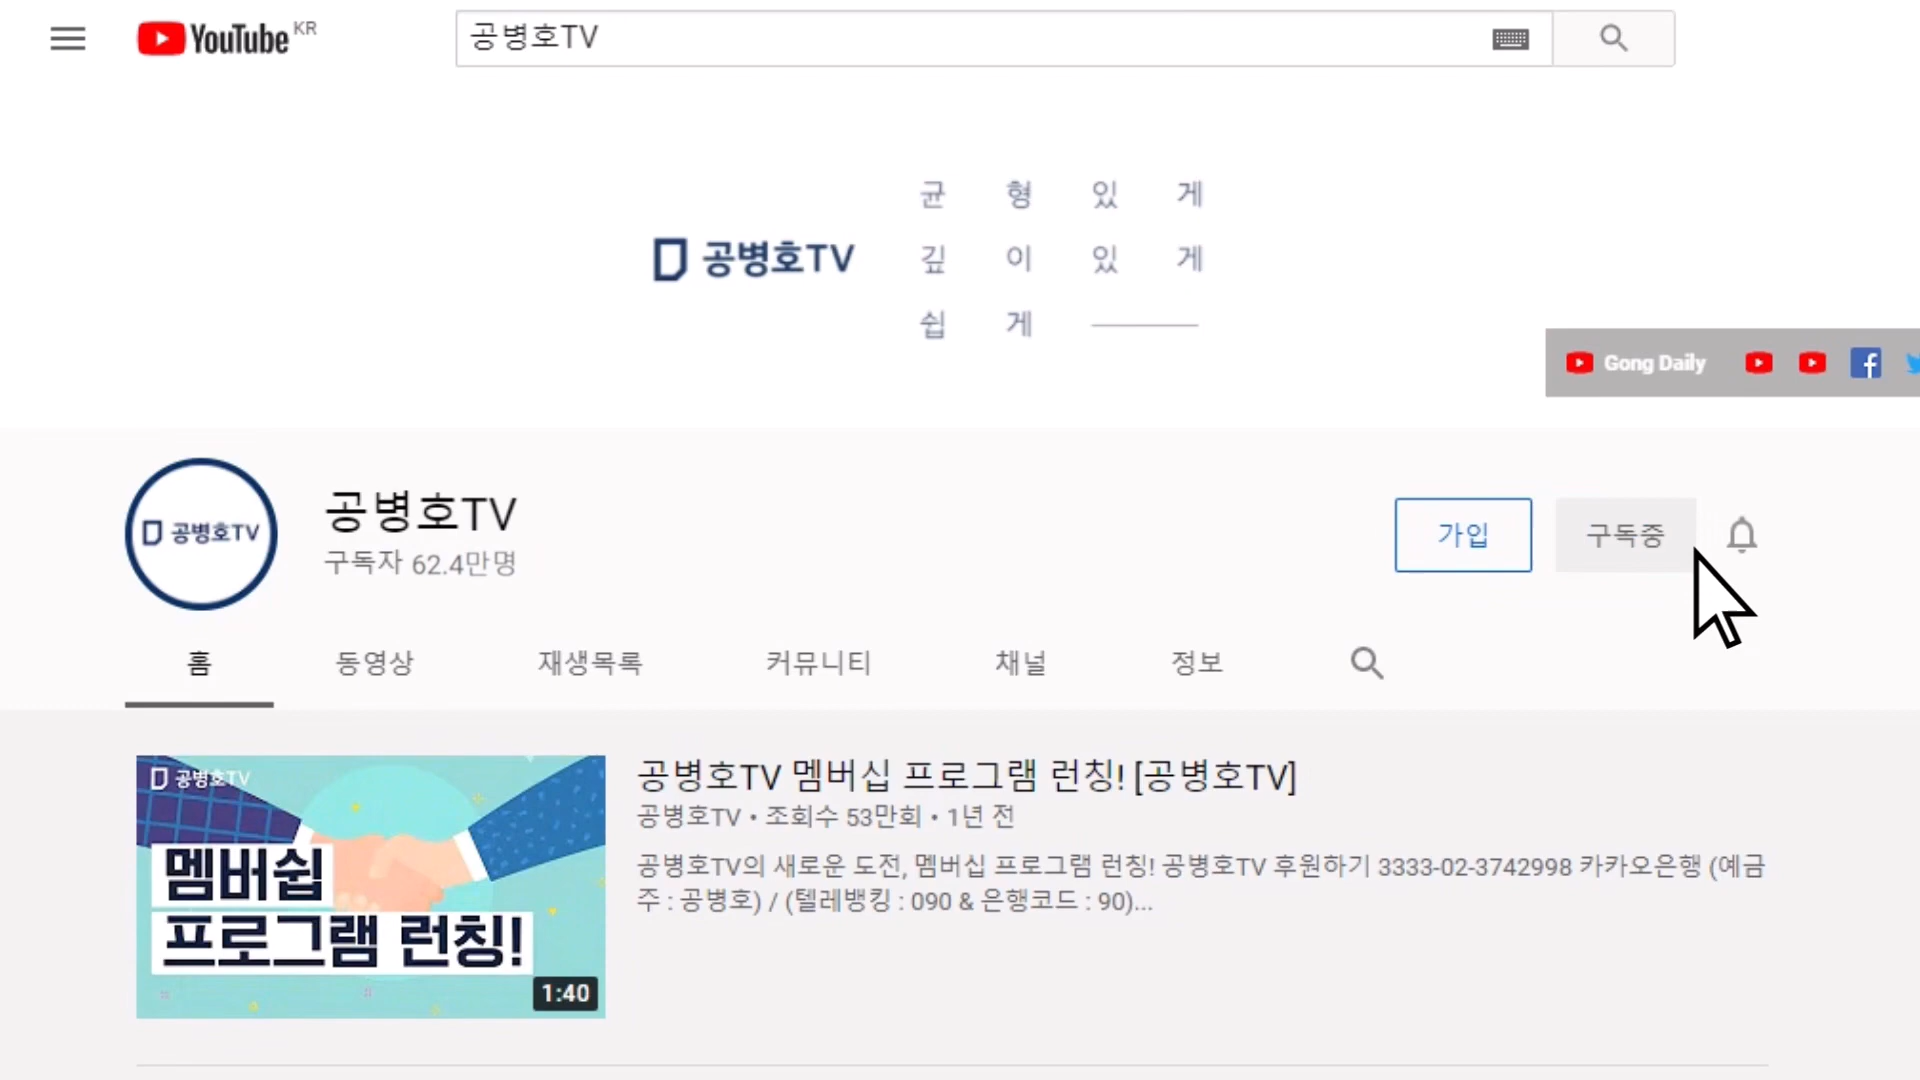 YouTube KR
공병호TV
균형있게
공병호TV 깊이있게
쉽게
Gong Daily
공병호TV
공병호TV
구독자 62.4만명
가입
구독중
홈 동영상 재생목록 커뮤니티 채널 정보
공병호TV
멤버쉽
프로그램 런칭!
1:40
공병호TV 멤버십 프로그램 런칭! [공병호TV]
공병호TV • 조회수 53만회 • 1년 전
공병호TV의 새로운 도전, 멤버십 프로그램 런칭! 공병호TV 후원하기 3333-02-3742998 카카오은행 (예금
주 : 공병호) / (텔레뱅킹 : 090 & 은행코드 : 90)...